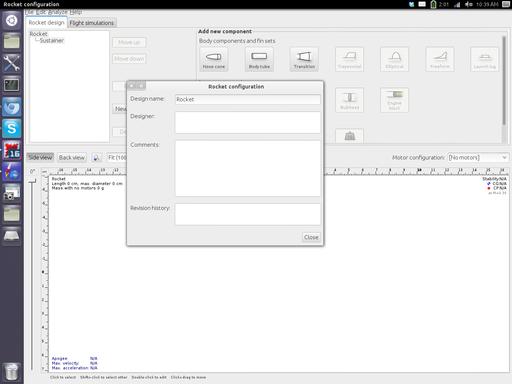 Rocket configuration
2:01
10:39 AM
File Edit Analyze Help
Rocket design Flight simulations
Rocket
Sustainer
Move up
Move down
New
Add new component
Body components and fin sets
Nose cone Body tube Transition Trapezoidal Elliptical Freeform Launch lug
Bulkhead Engine block
Rocket configuration
Design name: Rocket
Designer:
Comments:
Revision history:
Close
Side view Back view Fit (100
Motor configuration: [No motors]
Rocket
Length 0 cm, max. diameter 0 cm
Mass with no motors 0 g
Stability: N/A
CG: N/A
CP: N/A
Apogee: N/A
Max. velocity: N/A
Max. acceleration: N/A
Click to select Shift+click to select other Double-click to edit Click+drag to move